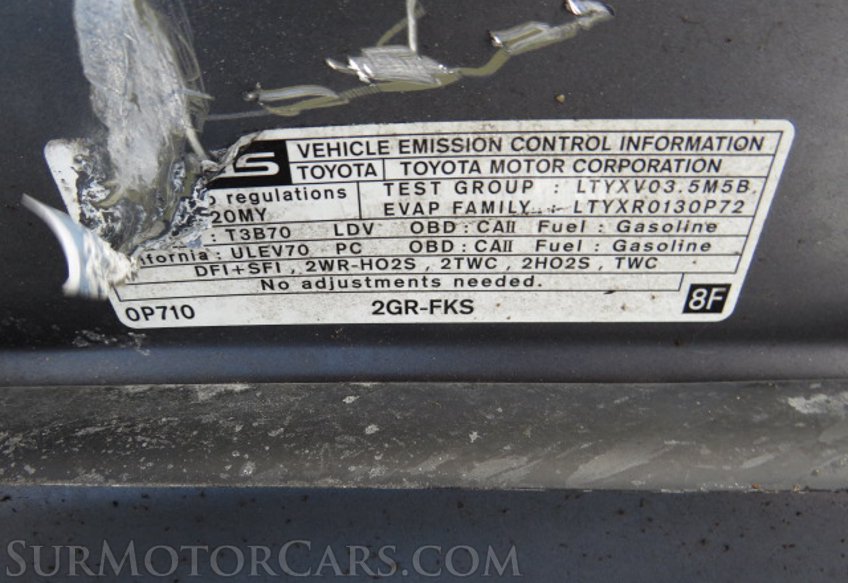 VEHICLE EMISSION CONTROL INFORMATION
TOYOTA TOYOTA MOTOR CORPORATION
regulations TEST GROUP : LTYXV03.5M5B
20MY EVAP FAMILY : LTYXR0130P72
: T3B70 LDV OBD : CAII Fuel : Gasoline
ifornia : ULEV70 PC OBD : CAII Fuel : Gasoline
DFI+SFI , 2WR-HO2S , 2TWC , 2HO2S , TWC
No adjustments needed.
0P710 2GR-FKS 8F
SurMotorCars.com